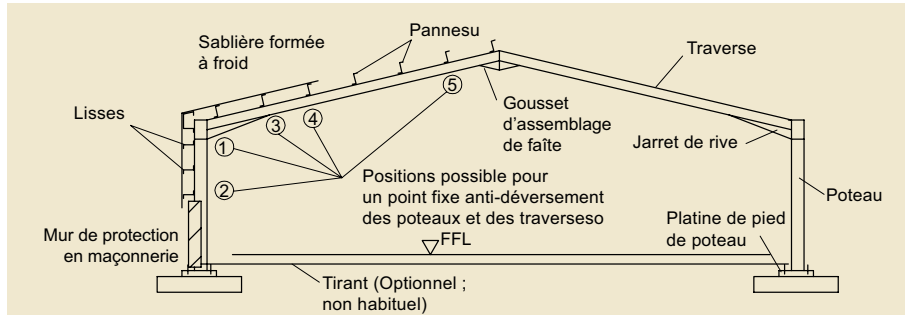 Pannesu
Sablière formée
à froid
Traverse
Lisses
5
Gousset
d'assemblage
de faîte
3
4
Jarret de rive
1
2
Positions possible pour
un point fixe anti-déversement
des poteaux et des traverseso
Poteau
Platine de pied
de poteau
Mur de protection
en maçonnerie
FFL
Tirant (Optionnel ;
non habituel)